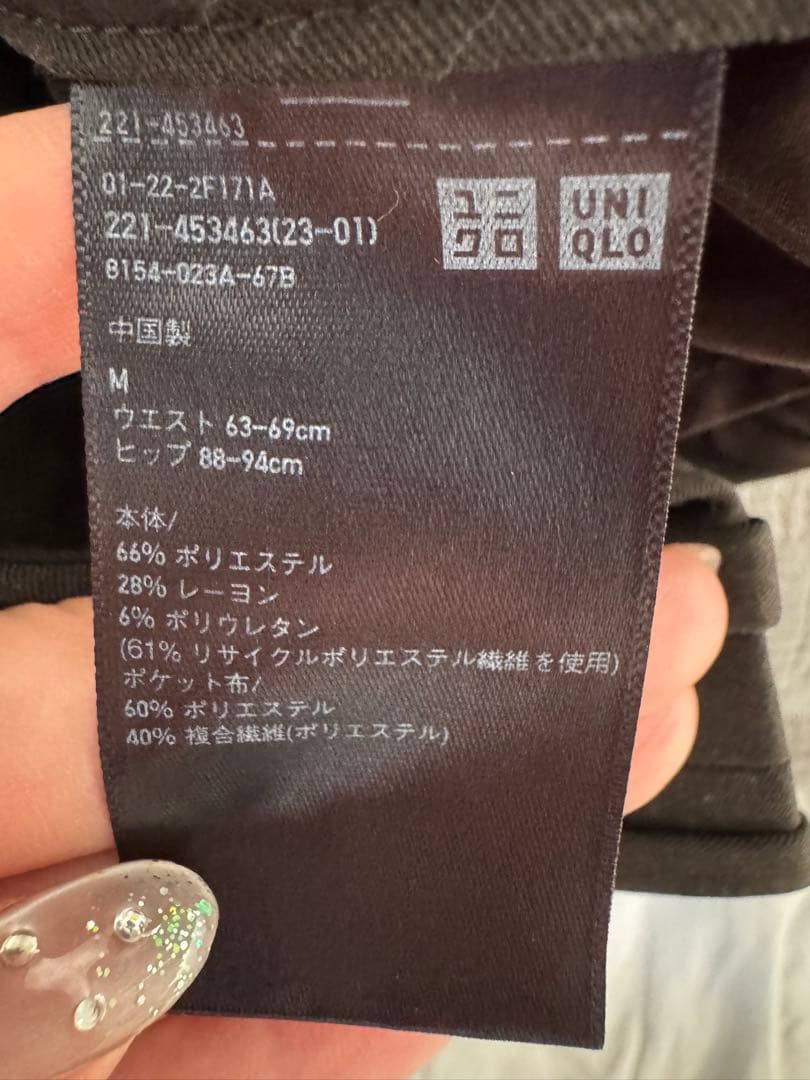 221-453463
01-22-2F171A
221-453463(23-01)
8154-023A-67B
ユニクロ
UNIQLO
中国製
M
ウエスト 63-69cm
ヒップ 88-94cm
本体/
66% ポリエステル
28% レーヨン
6% ポリウレタン
(61% リサイクルポリエステル繊維を使用)
ポケット布/
60% ポリエステル
40% 複合繊維(ポリエステル)